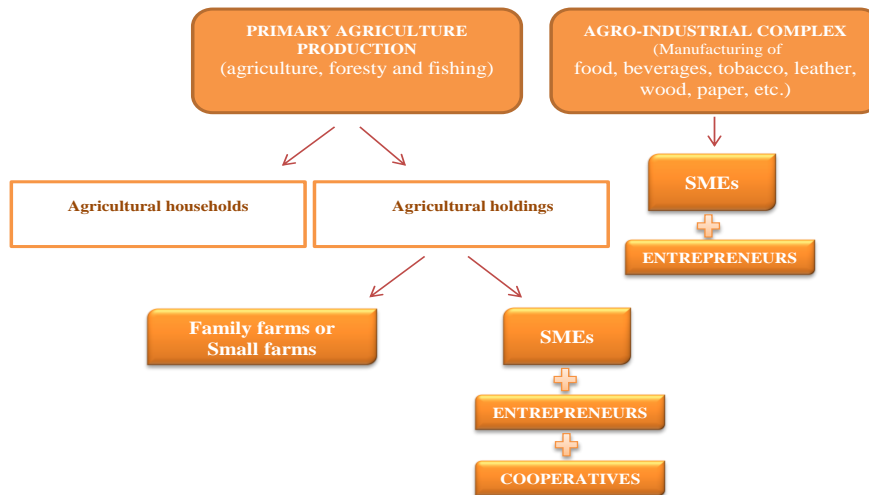 PRIMARY AGRICULTURE
PRODUCTION
(agriculture, foresty and fishing)
AGRO-INDUSTRIAL COMPLEX
(Manufacturing of
food, beverages, tobacco, leather,
wood, paper, etc.)
Agricultural households
Agricultural holdings
SMEs
ENTREPRENEURS
Family farms or
Small farms
SMEs
ENTREPRENEURS
COOPERATIVES